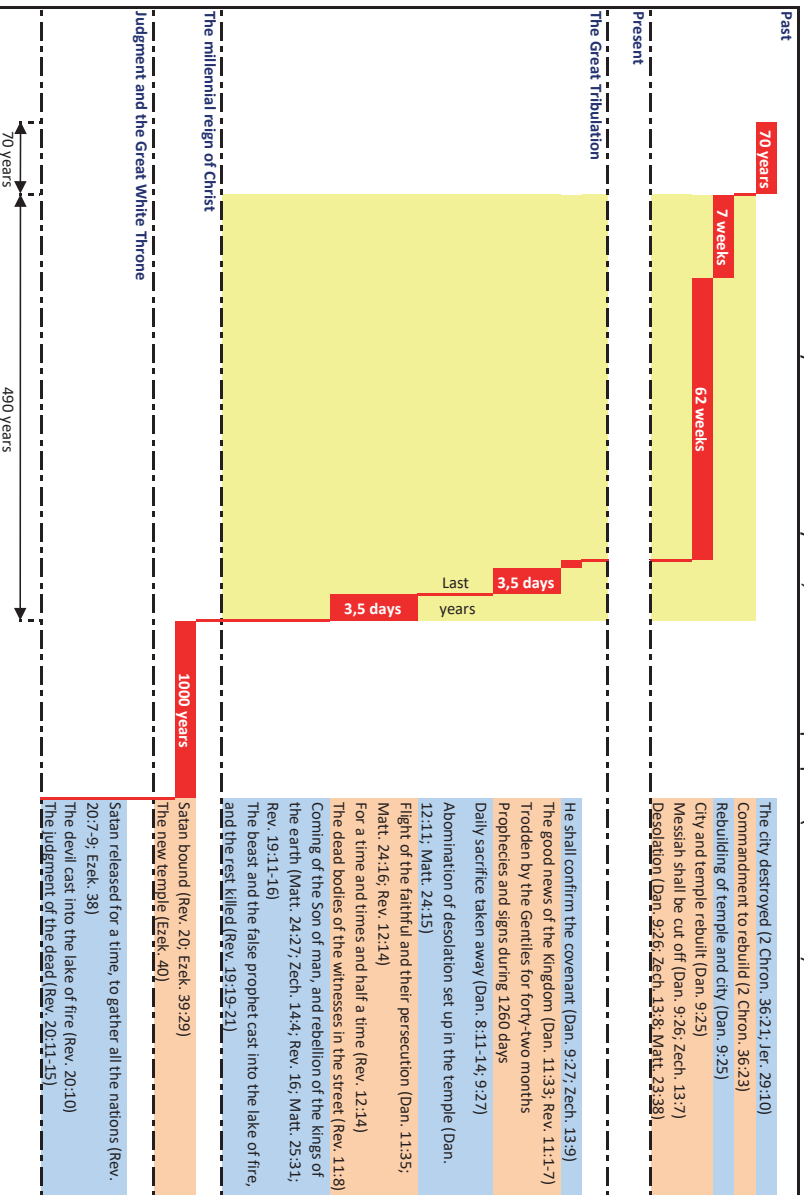 Past
70 years
The city destroyed (2 Chron. 36:21; Jer. 29:10)
Commandment to rebuild (2 Chron. 36:23)
7 weeks
Rebuilding of temple and city (Dan. 9:25)
62 weeks
City and temple rebuilt (Dan. 9:25)
Messiah shall be cut off (Dan. 9:26; Zech. 13:7)
Desolation (Dan. 9:26; Zech. 13:8; Matt. 23:38)
Present
The Great Tribulation
He shall confirm the covenant (Dan. 9:27; Zech. 13:9)
3,5 days
The good news of the Kingdom (Dan. 11:33; Rev. 11:1-7)
Trodden by the Gentiles for forty-two months
Prophecies and signs during 1260 days
Last
years
Daily sacrifice taken away (Dan. 8:11-14; 9:27)
Abomination of desolation set up in the temple (Dan.
12:11; Matt. 24:15)
3,5 days
Flight of the faithful and their persecution (Dan. 11:35;
Matt. 24:16; Rev. 12:14)
For a time and times and half a time (Rev. 12:14)
The dead bodies of the witnesses in the street (Rev. 11:8)
Coming of the Son of man, and rebellion of the kings of
the earth (Matt. 24:27; Zech. 14:4; Rev. 16; Matt. 25:31;
Rev. 19:11-16)
The beast and the false prophet cast into the lake of fire,
and the rest killed (Rev. 19:19-21)
The millennial reign of Christ
1000 years
Satan bound (Rev. 20; Ezek. 39:29)
The new temple (Ezek. 40)
Judgment and the Great White Throne
Satan released for a time, to gather all the nations (Rev.
20:7-9; Ezek. 38)
The devil cast into the lake of fire (Rev. 20:10)
The judgment of the dead (Rev. 20:11-15)
70 years
490 years